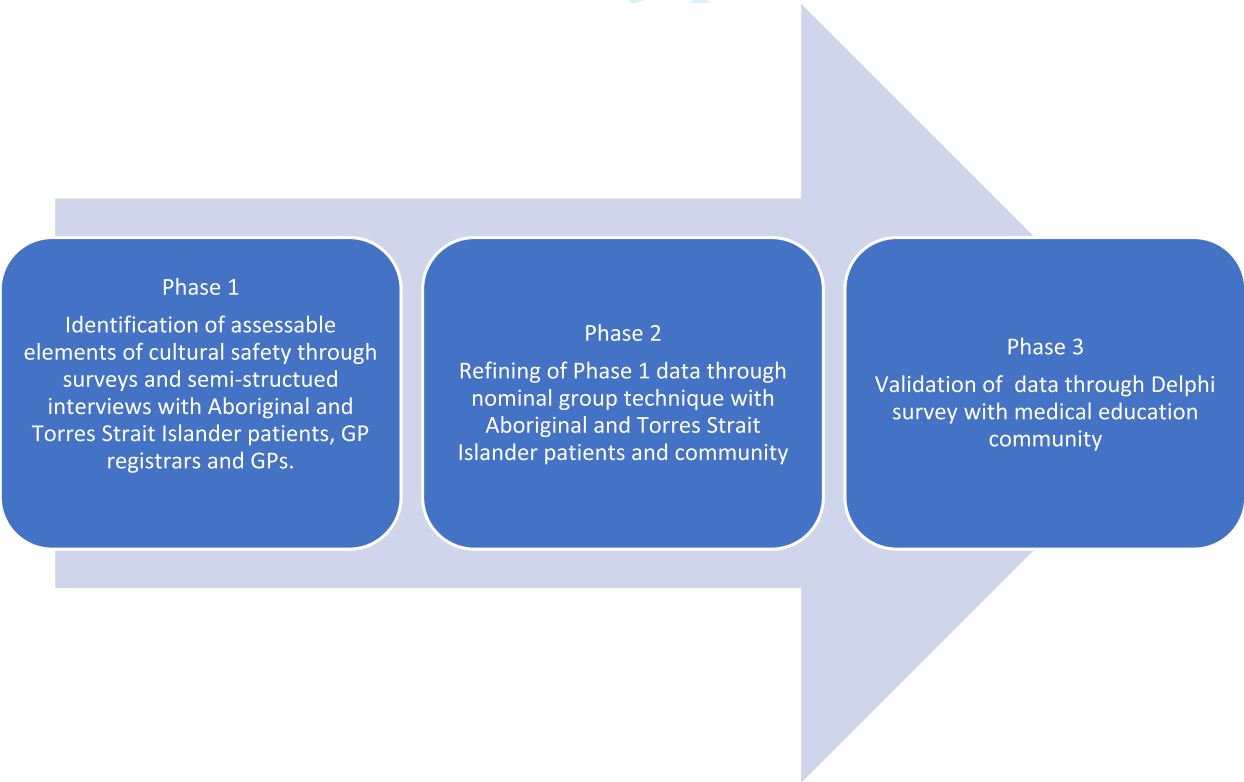 Phase 1
Identification of assessable
elements of cultural safety through
surveys and semi-structued
interviews with Aboriginal and
Torres Strait Islander patients, GP
registrars and GPs.
Phase 2
Refining of Phase 1 data through
nominal group technique with
Aboriginal and Torres Strait
Islander patients and community
Phase 3
Validation of  data through Delphi
survey with medical education
community